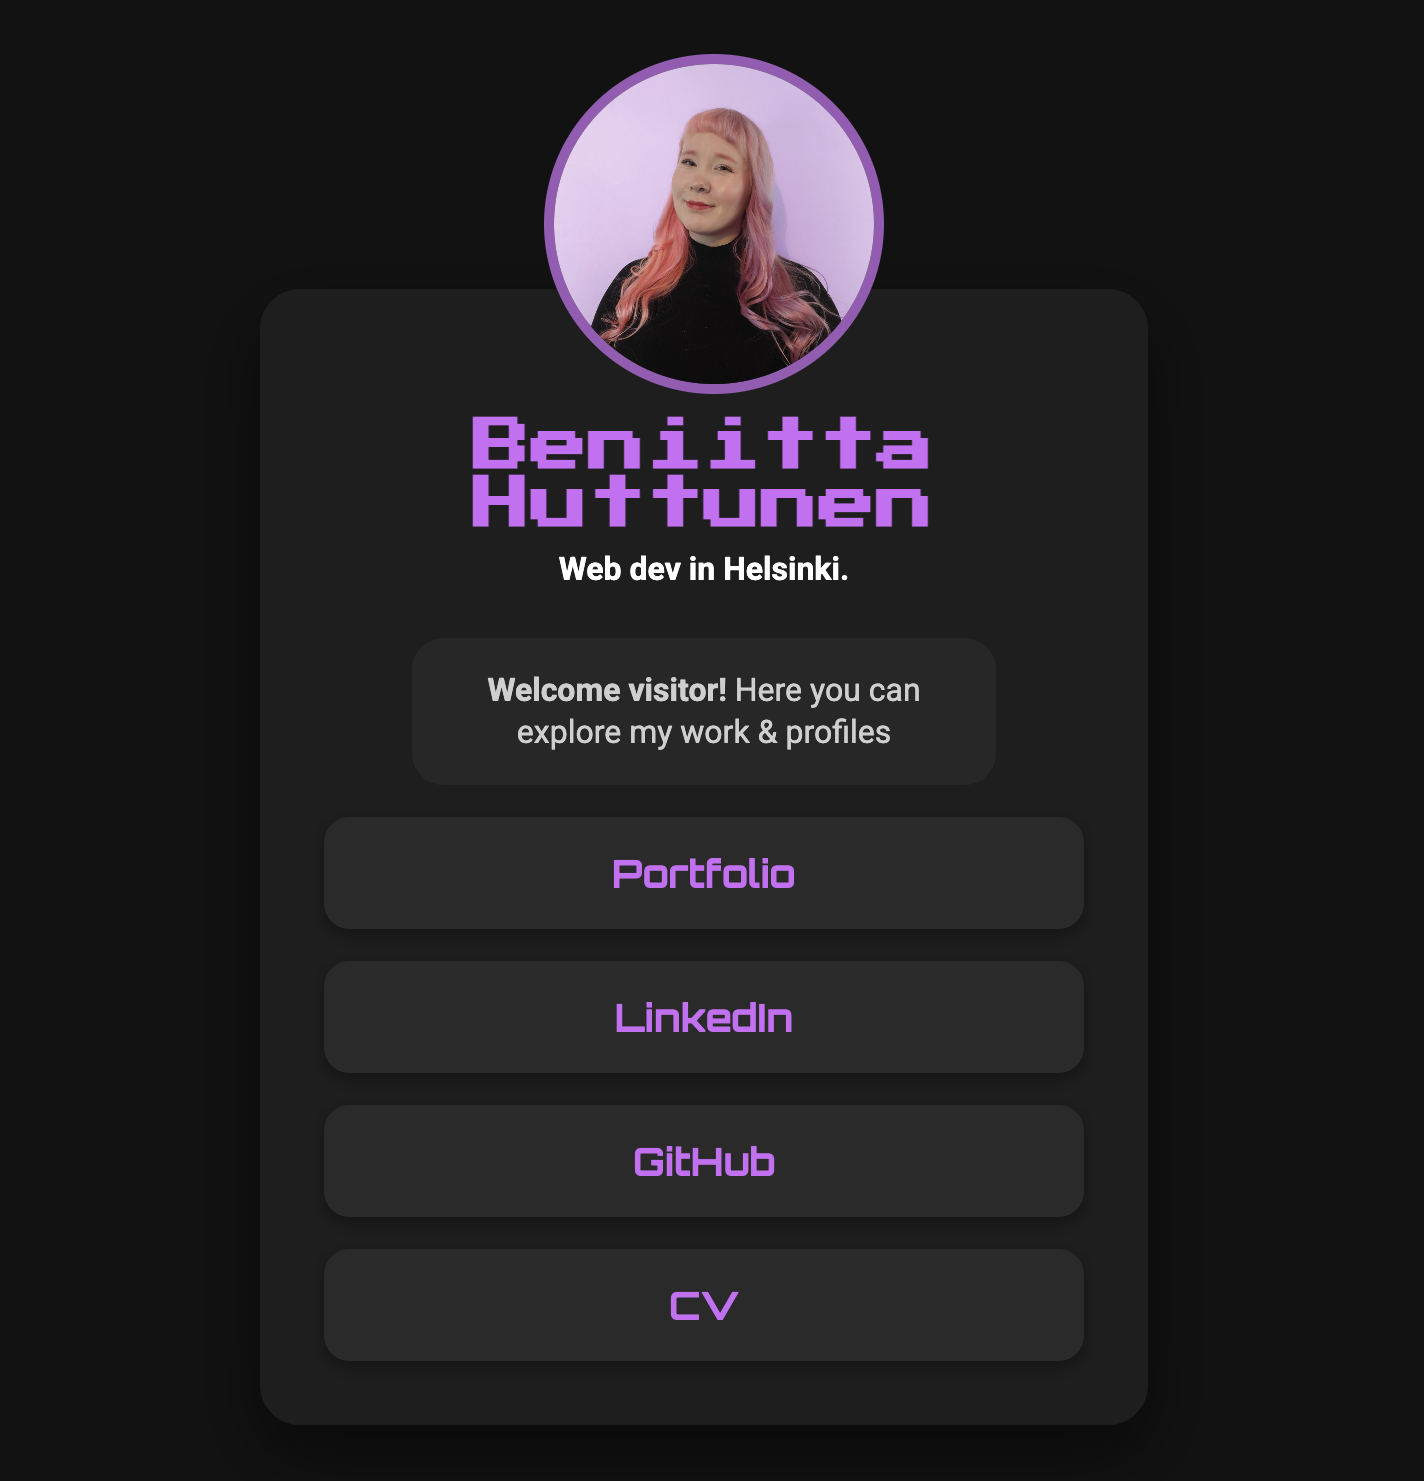 Beniitta
Huttunen
Web dev in Helsinki.
Welcome visitor! Here you can
explore my work & profiles
Portfolio
LinkedIn
GitHub
CV